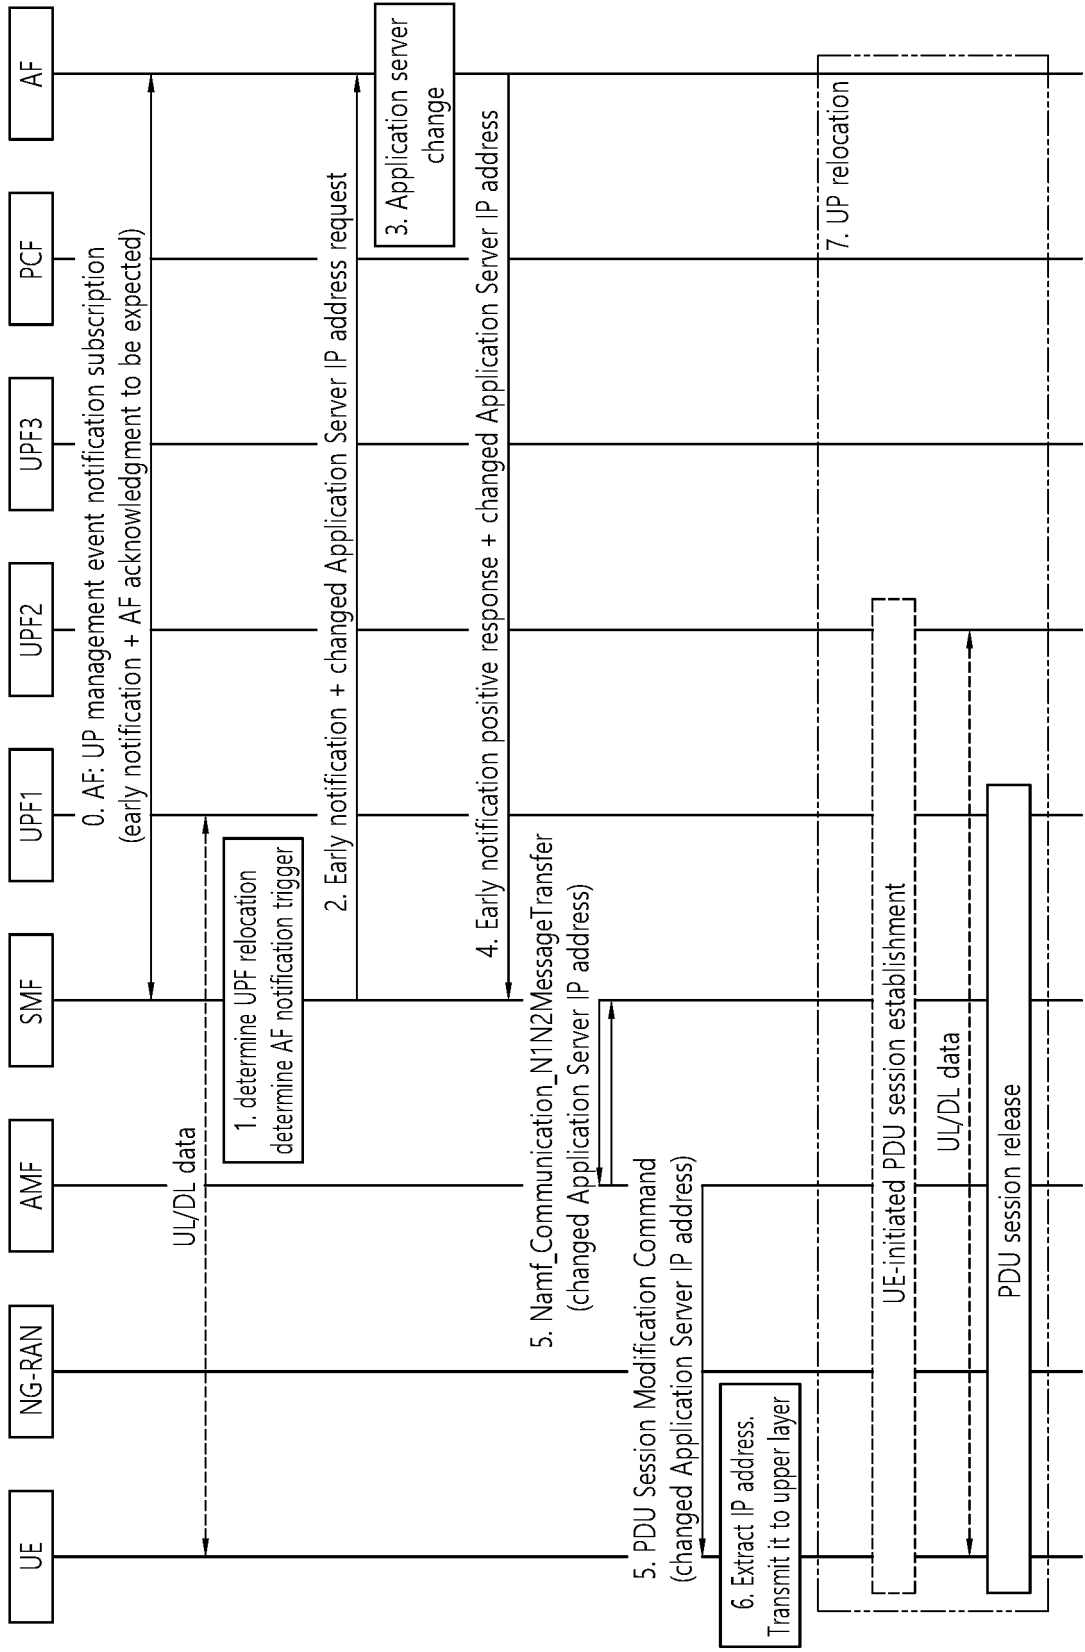 UE
NG-RAN
AMF
SMF
UPF1
UPF2
UPF3
PCF
AF
0. AF: UP management event notification subscription
(early notification + AF acknowledgment to be expected)
UL/DL data
1. determine UPF relocation
determine AF notification trigger
2. Early notification + changed Application Server IP address request
3. Application server
change
4. Early notification positive response + changed Application Server IP address
5. Namf_Communication_N1N2MessageTransfer
(changed Application Server IP address)
5. PDU Session Modification Command
(changed Application Server IP address)
6. Extract IP address.
Transmit it to upper layer
7. UP relocation
UE-initiated PDU session establishment
UL/DL data
PDU session release